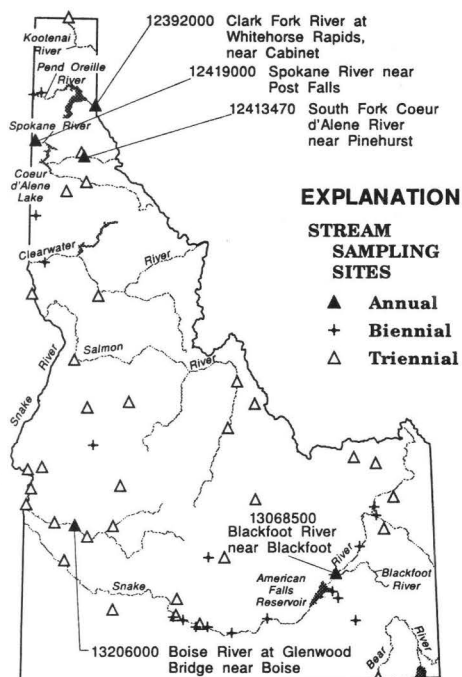 12392000 Clark Fork River at
Whitehorse Rapids,
near Cabinet
Kootenai
River
Pend Oreille
River
12419000 Spokane River near
Post Falls
12413470 South Fork Coeur
d'Alene River
near Pinehurst
Spokane River
Coeur
d'Alene
Lake
EXPLANATION
STREAM
SAMPLING
SITES
Annual
Biennial
Triennial
Clearwater
River
Salmon
River
Snake
River
13068500
Blackfoot River
near Blackfoot
River
American
Falls
Reservoir
Blackfoot
River
Snake
13206000 Boise River at Glenwood
Bridge near Boise
Bear
River